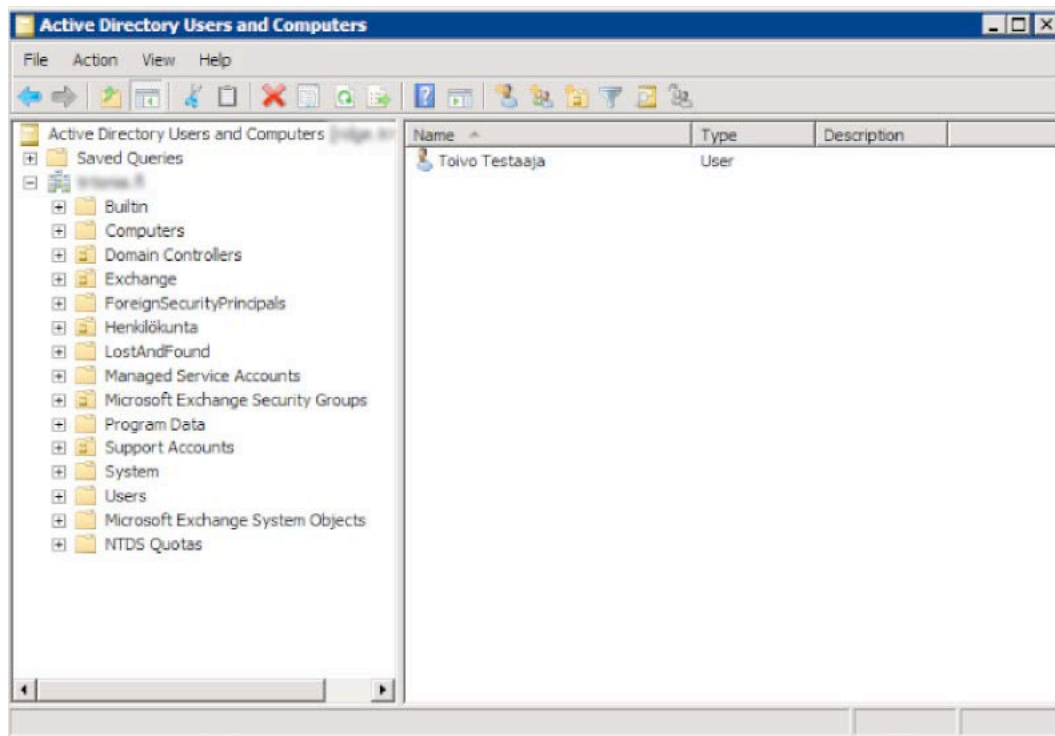 Active Directory Users and Computers
File Action View Help
Active Directory Users and Computers
Name Type Description
Saved Queries
Toivo Testaaja User
Builtin
Computers
Domain Controllers
Exchange
ForeignSecurityPrincipals
Henkilökunta
LostAndFound
Managed Service Accounts
Microsoft Exchange Security Groups
Program Data
Support Accounts
System
Users
Microsoft Exchange System Objects
NTDS Quotas